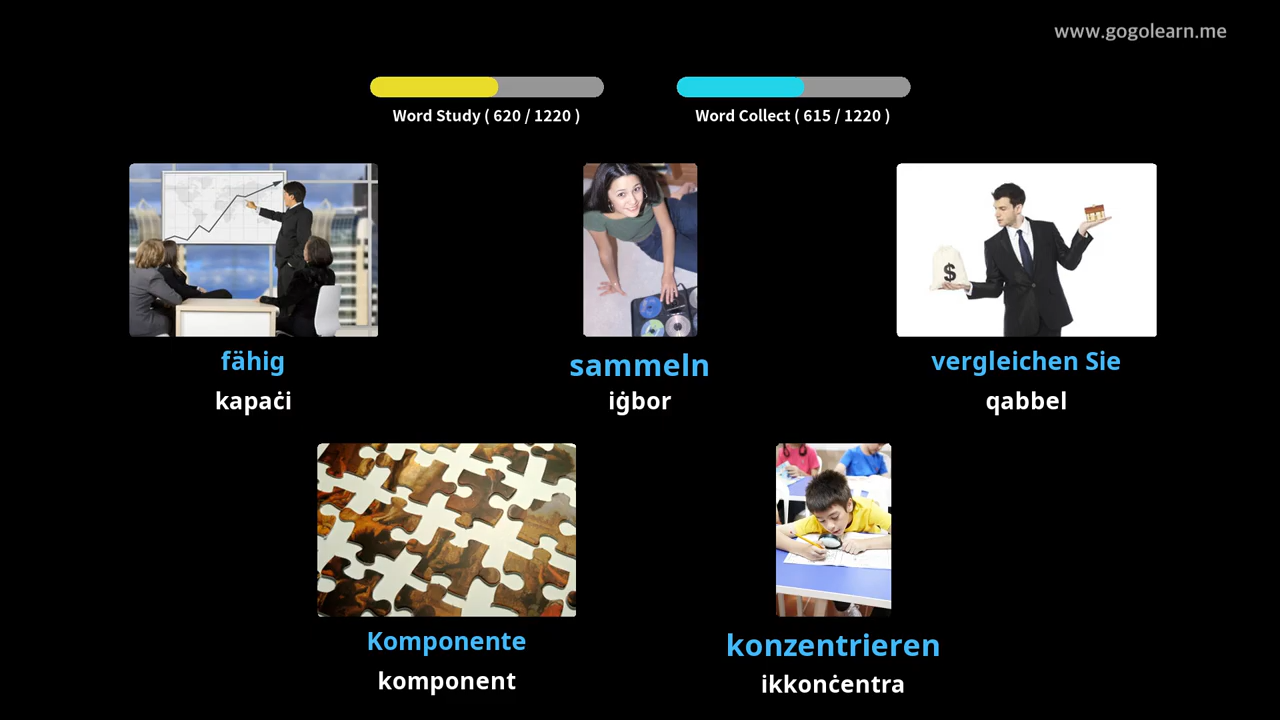 www.gogolearn.me
Word Study ( 620 / 1220 )
Word Collect ( 615 / 1220 )
$
fähig
kapaċi
sammeln
iġbor
vergleichen Sie
qabbel
Komponente
komponent
konzentrieren
ikkonċentra